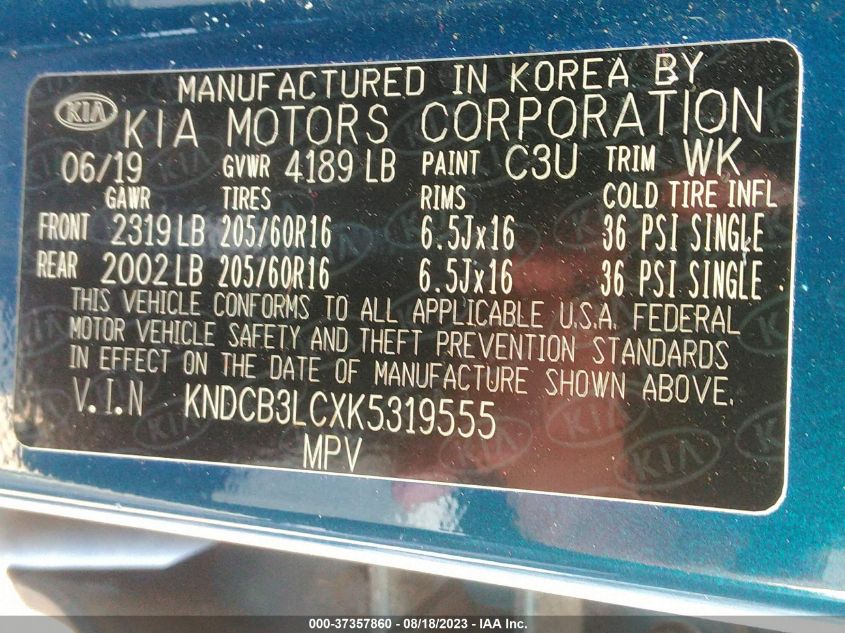 MANUFACTURED IN KOREA BY
KIA KIA MOTORS CORPORATION
06/19 GVWR 4189 LB PAINT C3U TRIM WK
GAWR TIRES RIMS COLD TIRE INFL
FRONT 2319 LB 205/60R16 6.5Jx16 36 PSI SINGLE
REAR 2002 LB 205/60R16 6.5Jx16 36 PSI SINGLE
THIS VEHICLE CONFORMS TO ALL APPLICABLE U.S.A. FEDERAL
MOTOR VEHICLE SAFETY AND THEFT PREVENTION STANDARDS
IN EFFECT ON THE DATE OF MANUFACTURE SHOWN ABOVE.
V.I.N KNDCB3LCXK5319555
MPV
000-37357860 - 08/18/2023 - IAA Inc.